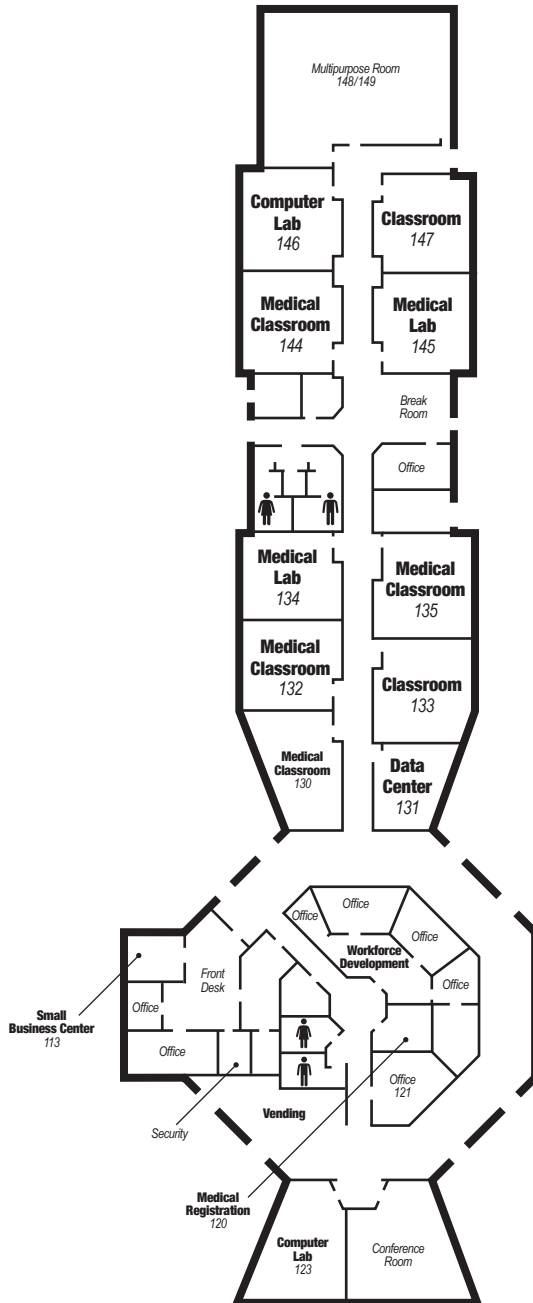 Multipurpose Room
148/149
Computer
Lab
146
Classroom
147
Medical
Classroom
144
Medical
Lab
145
Break
Room
Office
Medical
Lab
134
Medical
Classroom
135
Medical
Classroom
132
Classroom
133
Medical
Classroom
130
Data
Center
131
Office
Office
Office
Workforce
Development
Office
Front
Desk
Small
Business Center
113
Office
Office
Office
121
Security
Vending
Medical
Registration
120
Computer
Lab
123
Conference
Room